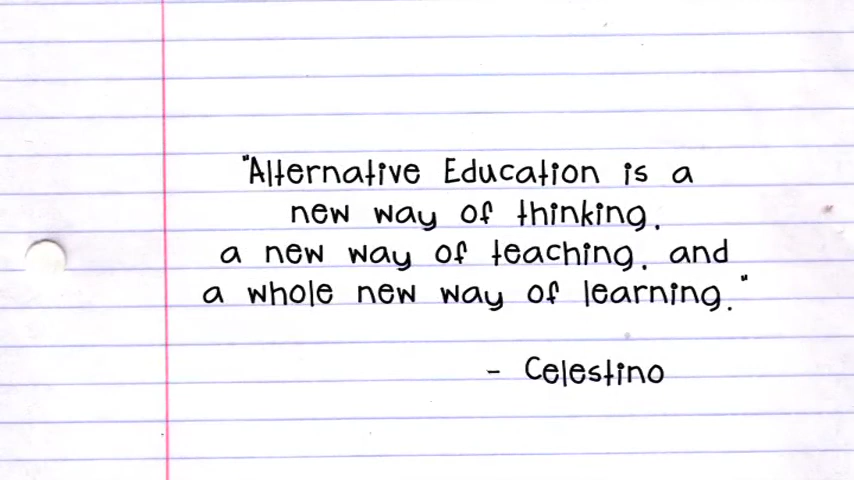 "Alternative Education is a
new way of thinking,
a new way of teaching, and
a whole new way of learning."
- Celestino